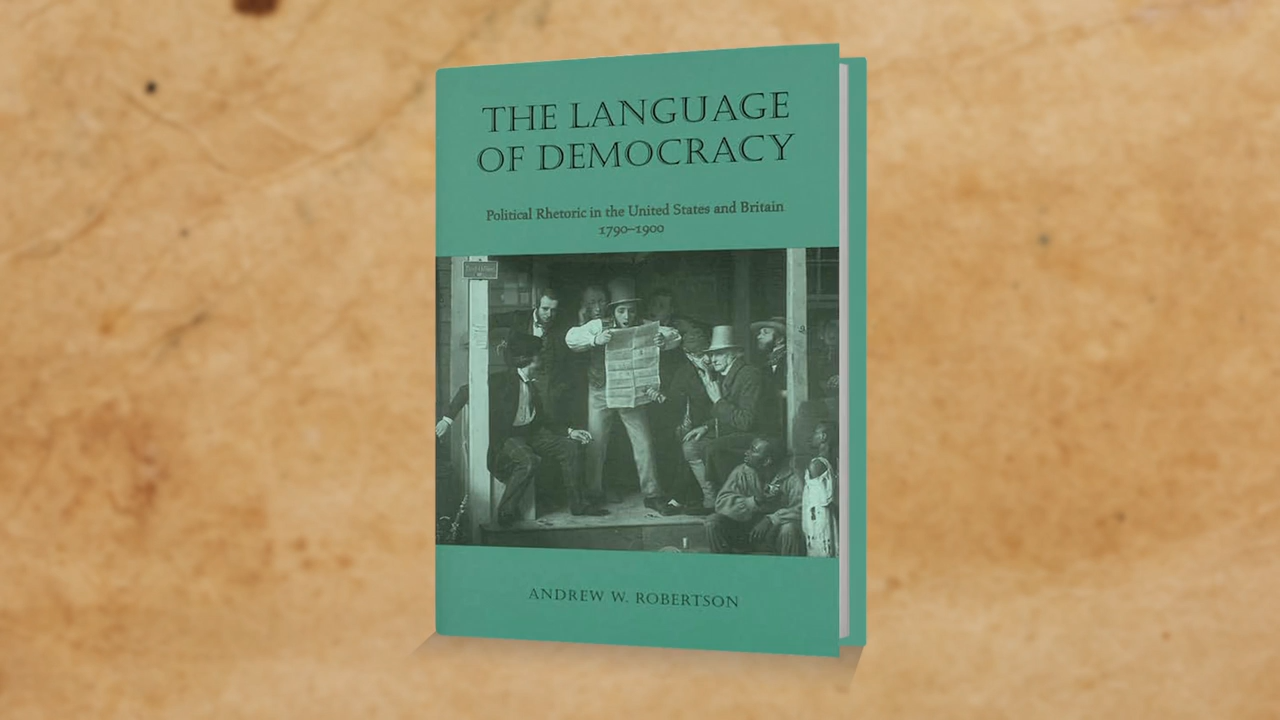 THE LANGUAGE
OF DEMOCRACY
Political Rhetoric in the United States and Britain
1790–1900
ANDREW W. ROBERTSON